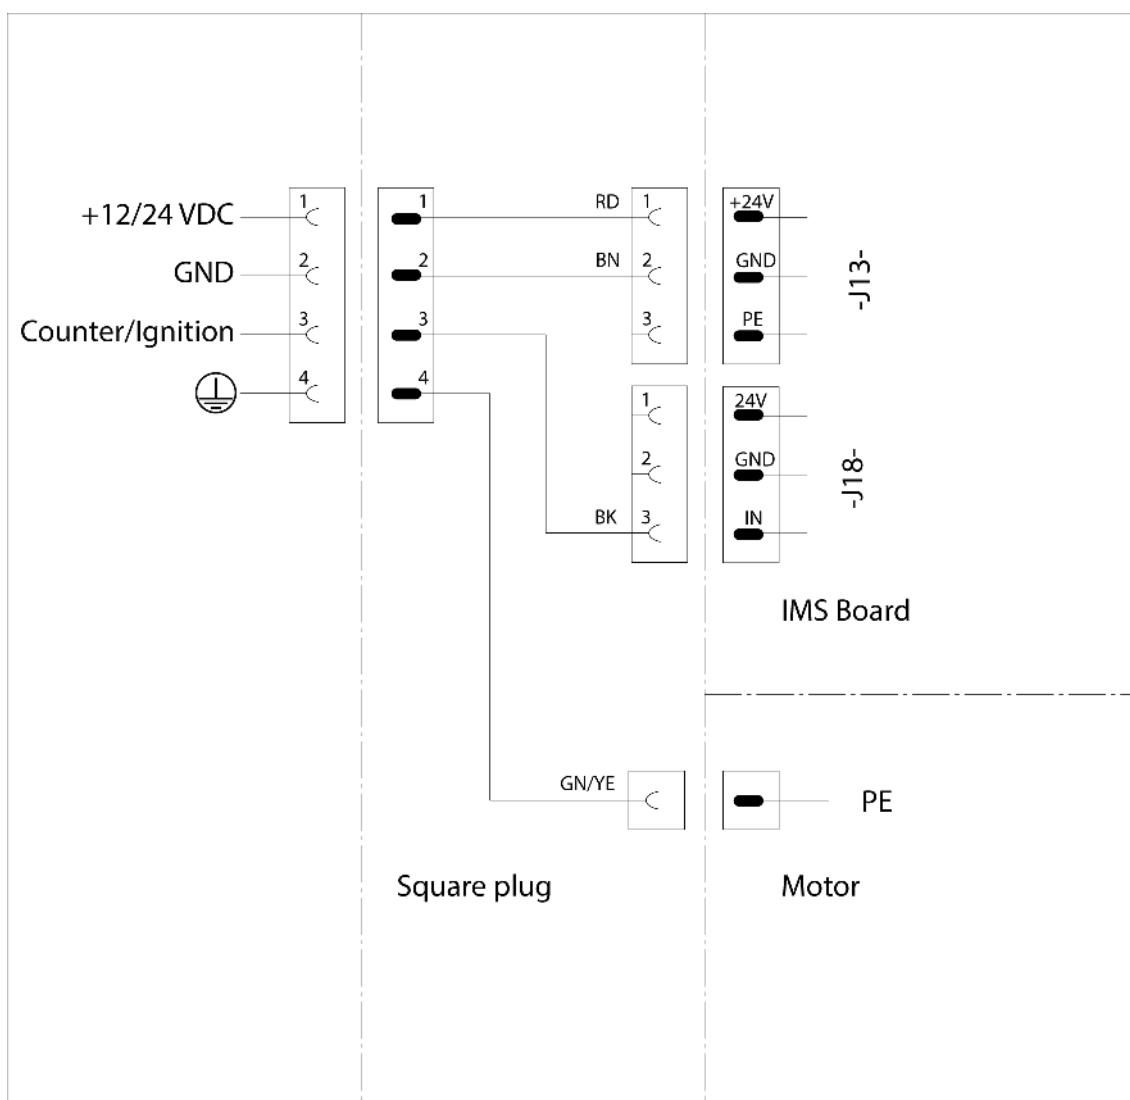 +12/24 VDC
1
1
RD
1
+24V
GND
2
2
BN
2
GND
-J13-
Counter/Ignition
3
3
3
PE
4
4
1
24V
2
GND
-J18-
BK
3
IN
IMS Board
GN/YE
PE
Square plug
Motor